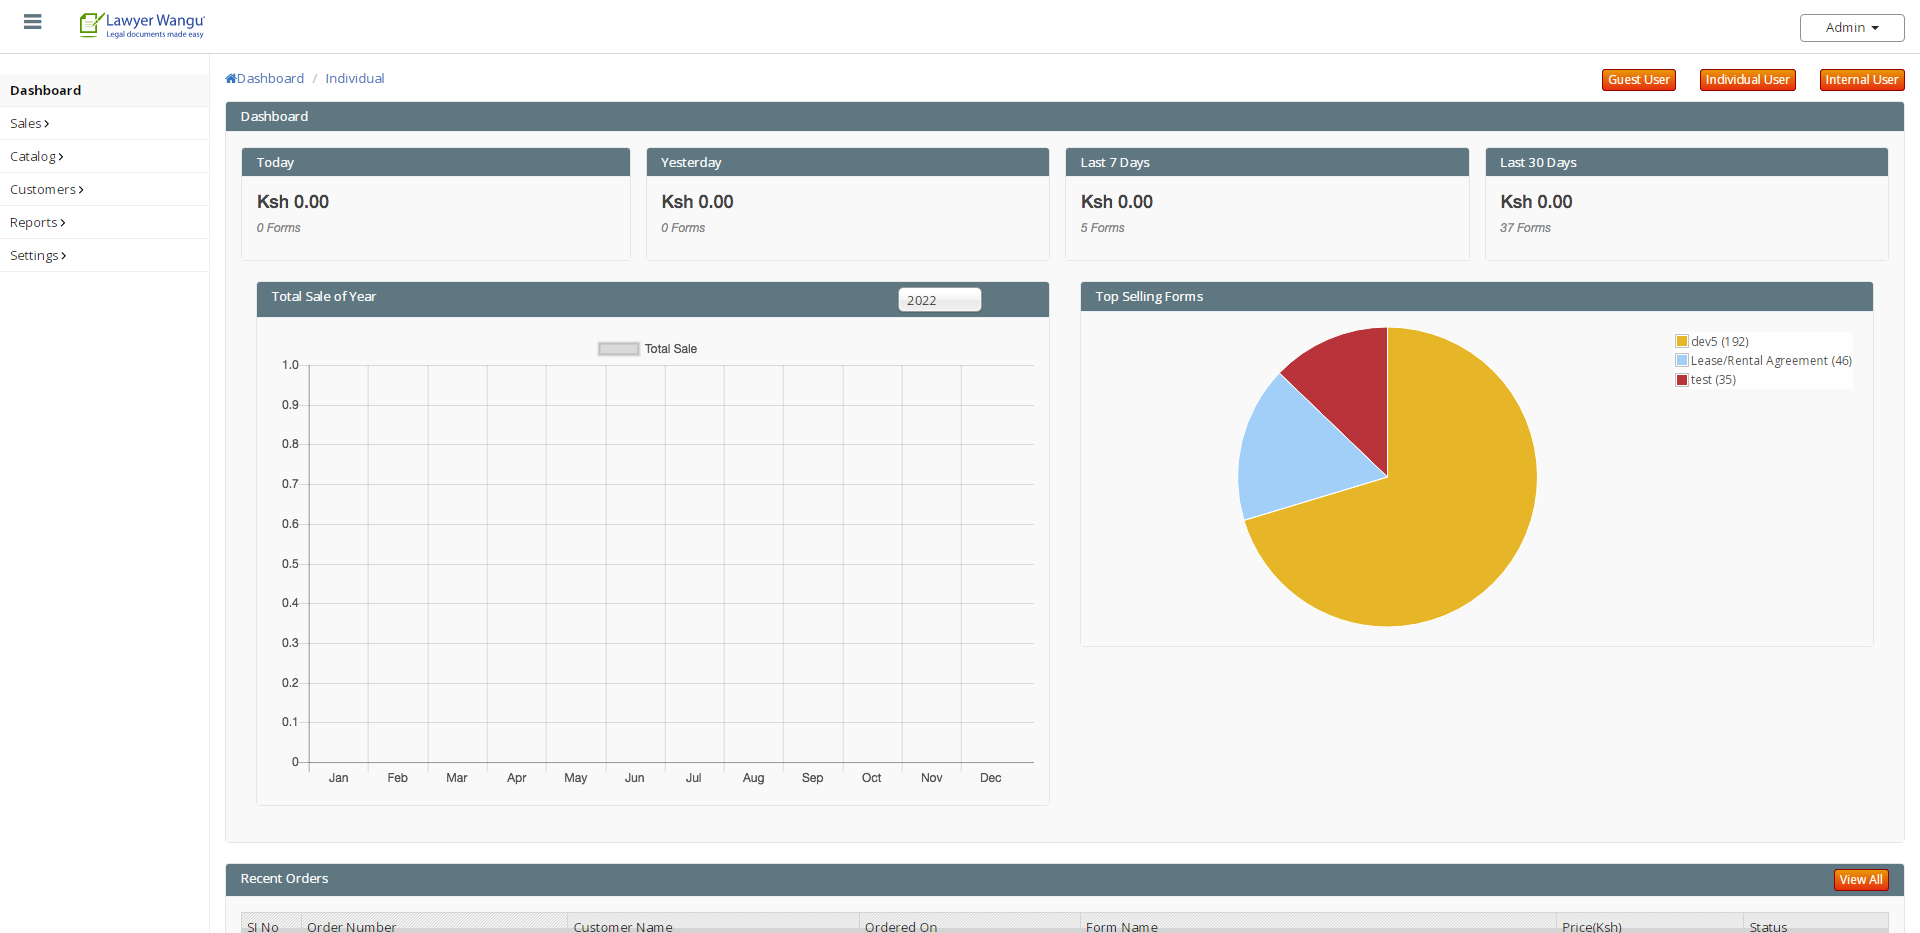 Lawyer Wangu
Legal documents made easy
Admin
Dashboard / Individual
Guest User
Individual User
Internal User
Dashboard
Sales
Catalog
Customers
Reports
Settings
Dashboard
Today
Ksh 0.00
0 Forms
Yesterday
Ksh 0.00
0 Forms
Last 7 Days
Ksh 0.00
5 Forms
Last 30 Days
Ksh 0.00
37 Forms
Total Sale of Year
2022
Total Sale
1.0
0.9
0.8
0.7
0.6
0.5
0.4
0.3
0.2
0.1
0
Jan Feb Mar Apr May Jun Jul Aug Sep Oct Nov Dec
Top Selling Forms
dev5 (192)
Lease/Rental Agreement (46)
test (35)
Recent Orders
View All
Sl No Order Number Customer Name Ordered On Form Name Price(Ksh) Status